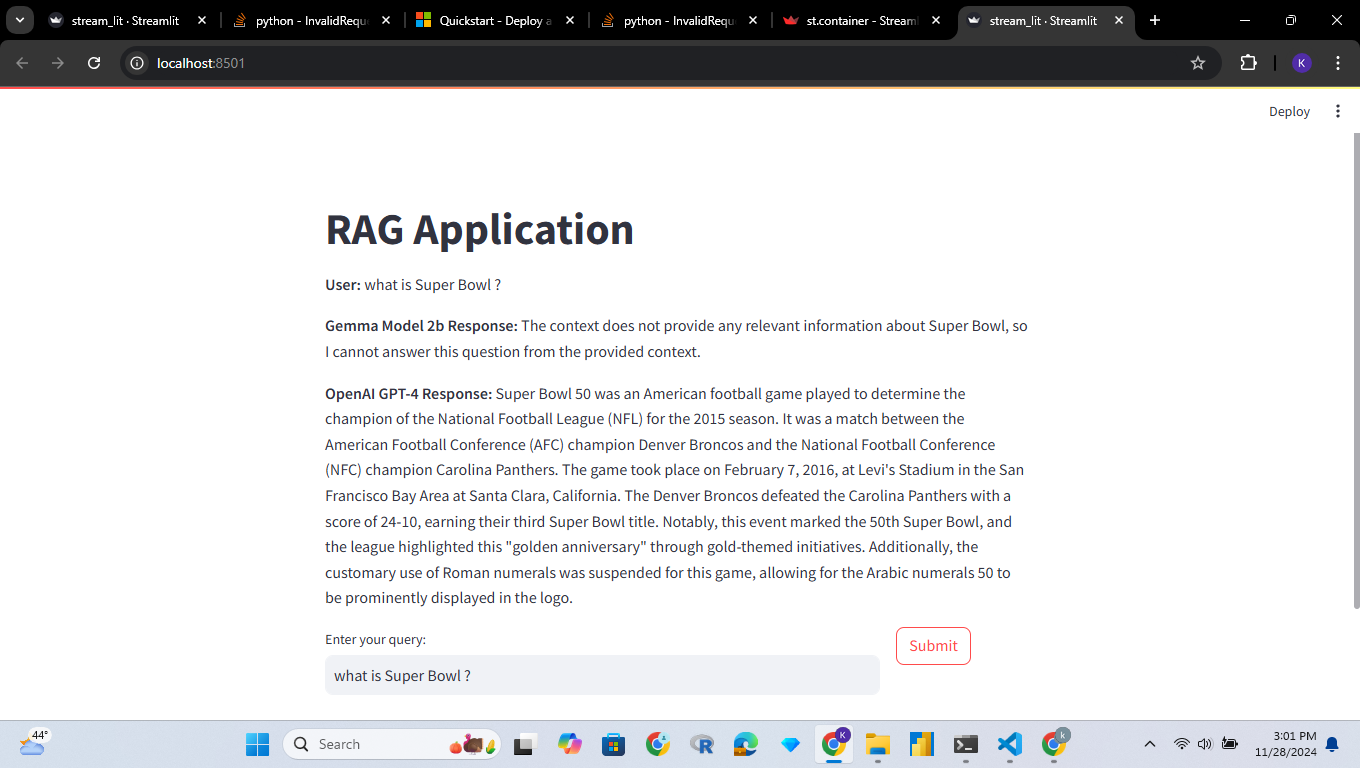 stream_lit · Streamlit
python - InvalidReque
Quickstart - Deploy a
python - InvalidRequ
st.container - Streaml
stream_lit · Streamlit
localhost:8501
K
Deploy
RAG Application
User: what is Super Bowl ?
Gemma Model 2b Response: The context does not provide any relevant information about Super Bowl, so
I cannot answer this question from the provided context.
OpenAI GPT-4 Response: Super Bowl 50 was an American football game played to determine the
champion of the National Football League (NFL) for the 2015 season. It was a match between the
American Football Conference (AFC) champion Denver Broncos and the National Football Conference
(NFC) champion Carolina Panthers. The game took place on February 7, 2016, at Levi's Stadium in the San
Francisco Bay Area at Santa Clara, California. The Denver Broncos defeated the Carolina Panthers with a
score of 24-10, earning their third Super Bowl title. Notably, this event marked the 50th Super Bowl, and
the league highlighted this "golden anniversary" through gold-themed initiatives. Additionally, the
customary use of Roman numerals was suspended for this game, allowing for the Arabic numerals 50 to
be prominently displayed in the logo.
Enter your query:
Submit
what is Super Bowl ?
44°
Search
R
K
k
3:01 PM
11/28/2024